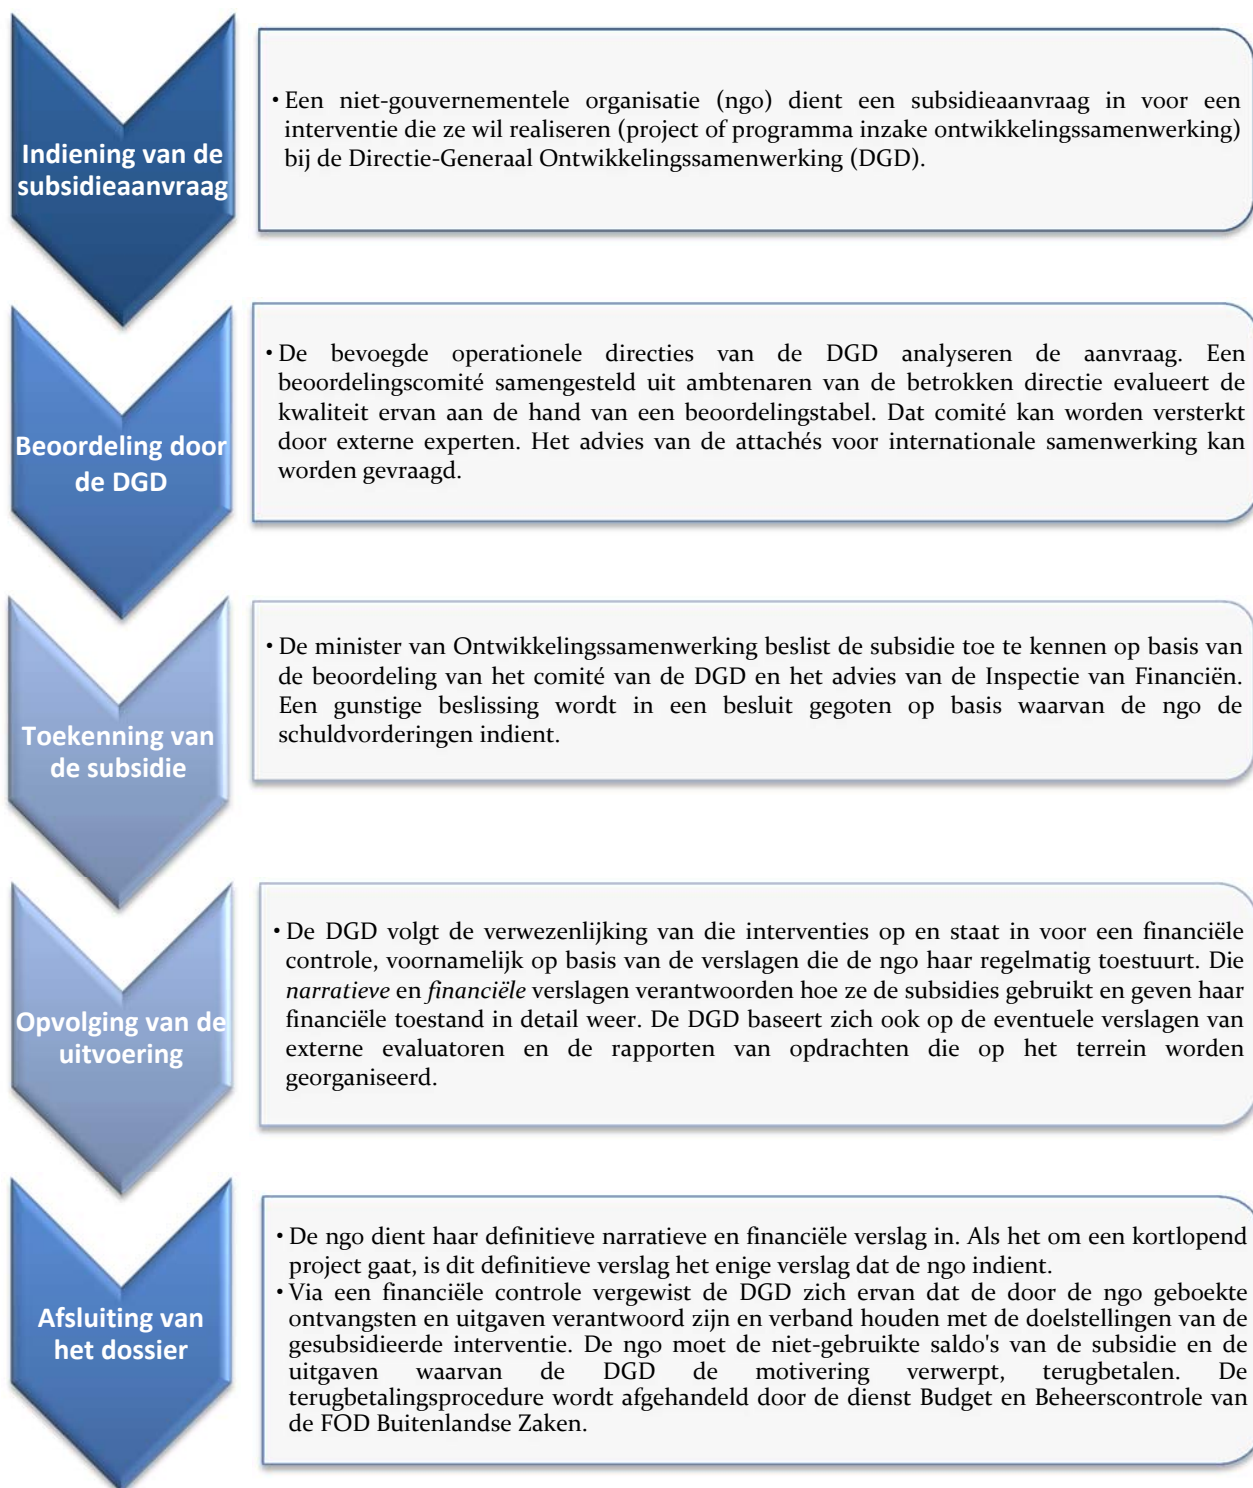 Indiening van de
subsidieaanvraag
• Een niet-gouvernementele organisatie (ngo) dient een subsidieaanvraag in voor een
interventie die ze wil realiseren (project of programma inzake ontwikkelingssamenwerking)
bij de Directie-Generaal Ontwikkelingssamenwerking (DGD).
Beoordeling door
de DGD
• De bevoegde operationele directies van de DGD analyseren de aanvraag. Een
beoordelingscomité samengesteld uit ambtenaren van de betrokken directie evalueert de
kwaliteit ervan aan de hand van een beoordelingstabel. Dat comité kan worden versterkt
door externe experten. Het advies van de attachés voor internationale samenwerking kan
worden gevraagd.
Toekenning van
de subsidie
• De minister van Ontwikkelingssamenwerking beslist de subsidie toe te kennen op basis van
de beoordeling van het comité van de DGD en het advies van de Inspectie van Financiën.
Een gunstige beslissing wordt in een besluit gegoten op basis waarvan de ngo de
schuldvorderingen indient.
Opvolging van de
uitvoering
• De DGD volgt de verwezenlijking van die interventies op en staat in voor een financiële
controle, voornamelijk op basis van de verslagen die de ngo haar regelmatig toestuurt. Die
narratieve en financiële verslagen verantwoorden hoe ze de subsidies gebruikt en geven haar
financiële toestand in detail weer. De DGD baseert zich ook op de eventuele verslagen van
externe evaluatoren en de rapporten van opdrachten die op het terrein worden
georganiseerd.
Afsluiting van
het dossier
• De ngo dient haar definitieve narratieve en financiële verslag in. Als het om een kortlopend
project gaat, is dit definitieve verslag het enige verslag dat de ngo indient.
• Via een financiële controle vergewist de DGD zich ervan dat de door de ngo geboekte
ontvangsten en uitgaven verantwoord zijn en verband houden met de doelstellingen van de
gesubsidieerde interventie. De ngo moet de niet-gebruikte saldo's van de subsidie en de
uitgaven waarvan de DGD de motivering verwerpt, terugbetalen. De
terugbetalingsprocedure wordt afgehandeld door de dienst Budget en Beheerscontrole van
de FOD Buitenlandse Zaken.